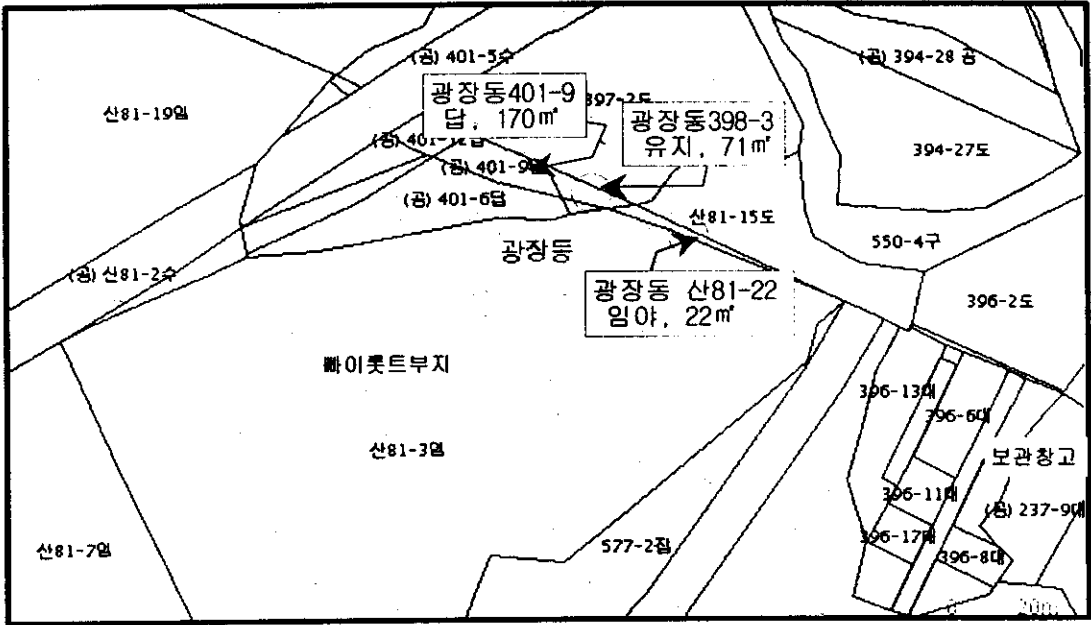 (공) 401-5수
(공) 394-28 공
산81-19임
광장동401-9
답, 170㎡
397-2도
광장동398-3
유지, 71㎡
394-27도
(공) 401-9답
(공) 401-6답
산81-15도
550-4구
광장동
(공) 산81-2수
광장동 산81-22
임야, 22㎡
396-2도
빠이롯트부지
396-13대
396-6대
산81-3임
보관창고
396-11대
(공) 237-9대
396-17대
산81-7임
577-2잡
396-8대
20m